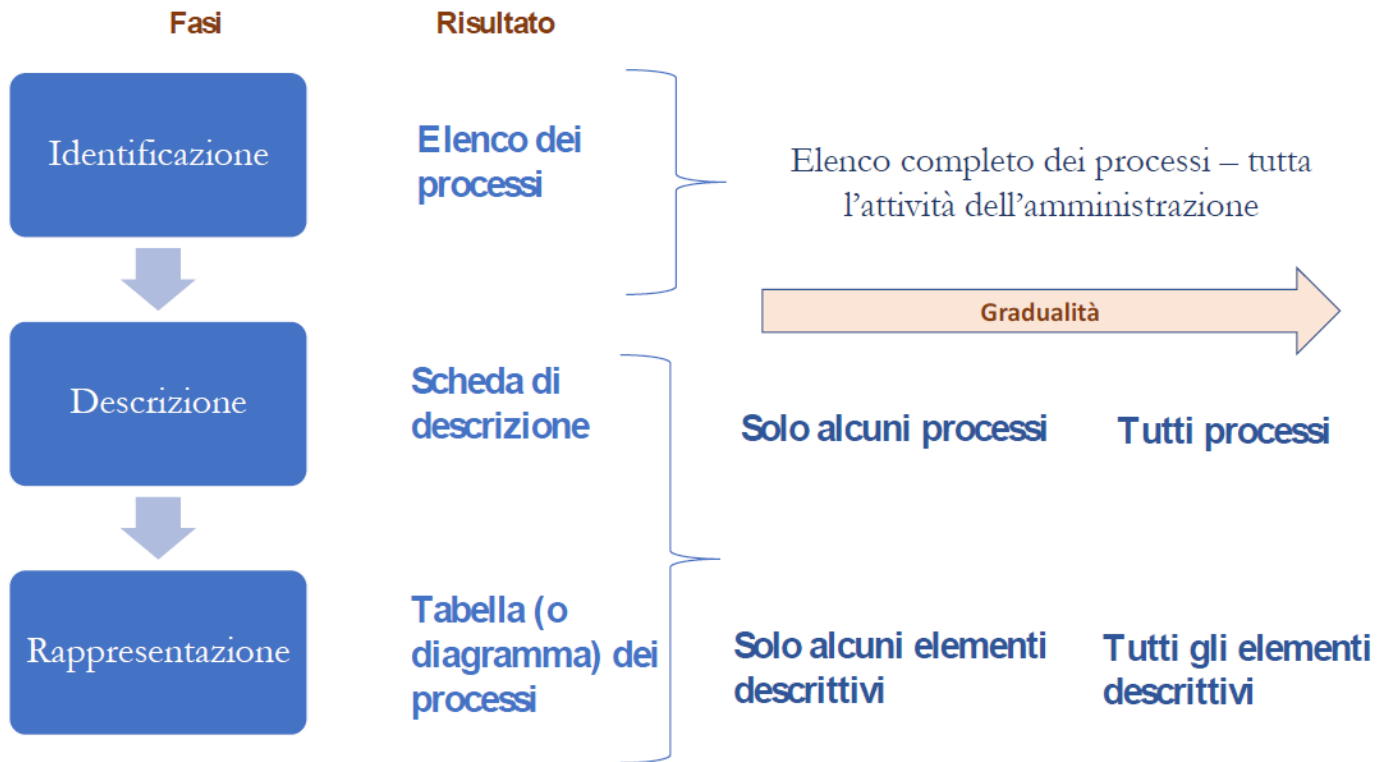 Fasi
Risultato
Identificazione
Elenco dei
processi
Elenco completo dei processi – tutta
l'attività dell'amministrazione
Gradualità
Descrizione
Scheda di
descrizione
Solo alcuni processi
Tutti processi
Rappresentazione
Tabella (o
diagramma) dei
processi
Solo alcuni elementi
descrittivi
Tutti gli elementi
descrittivi